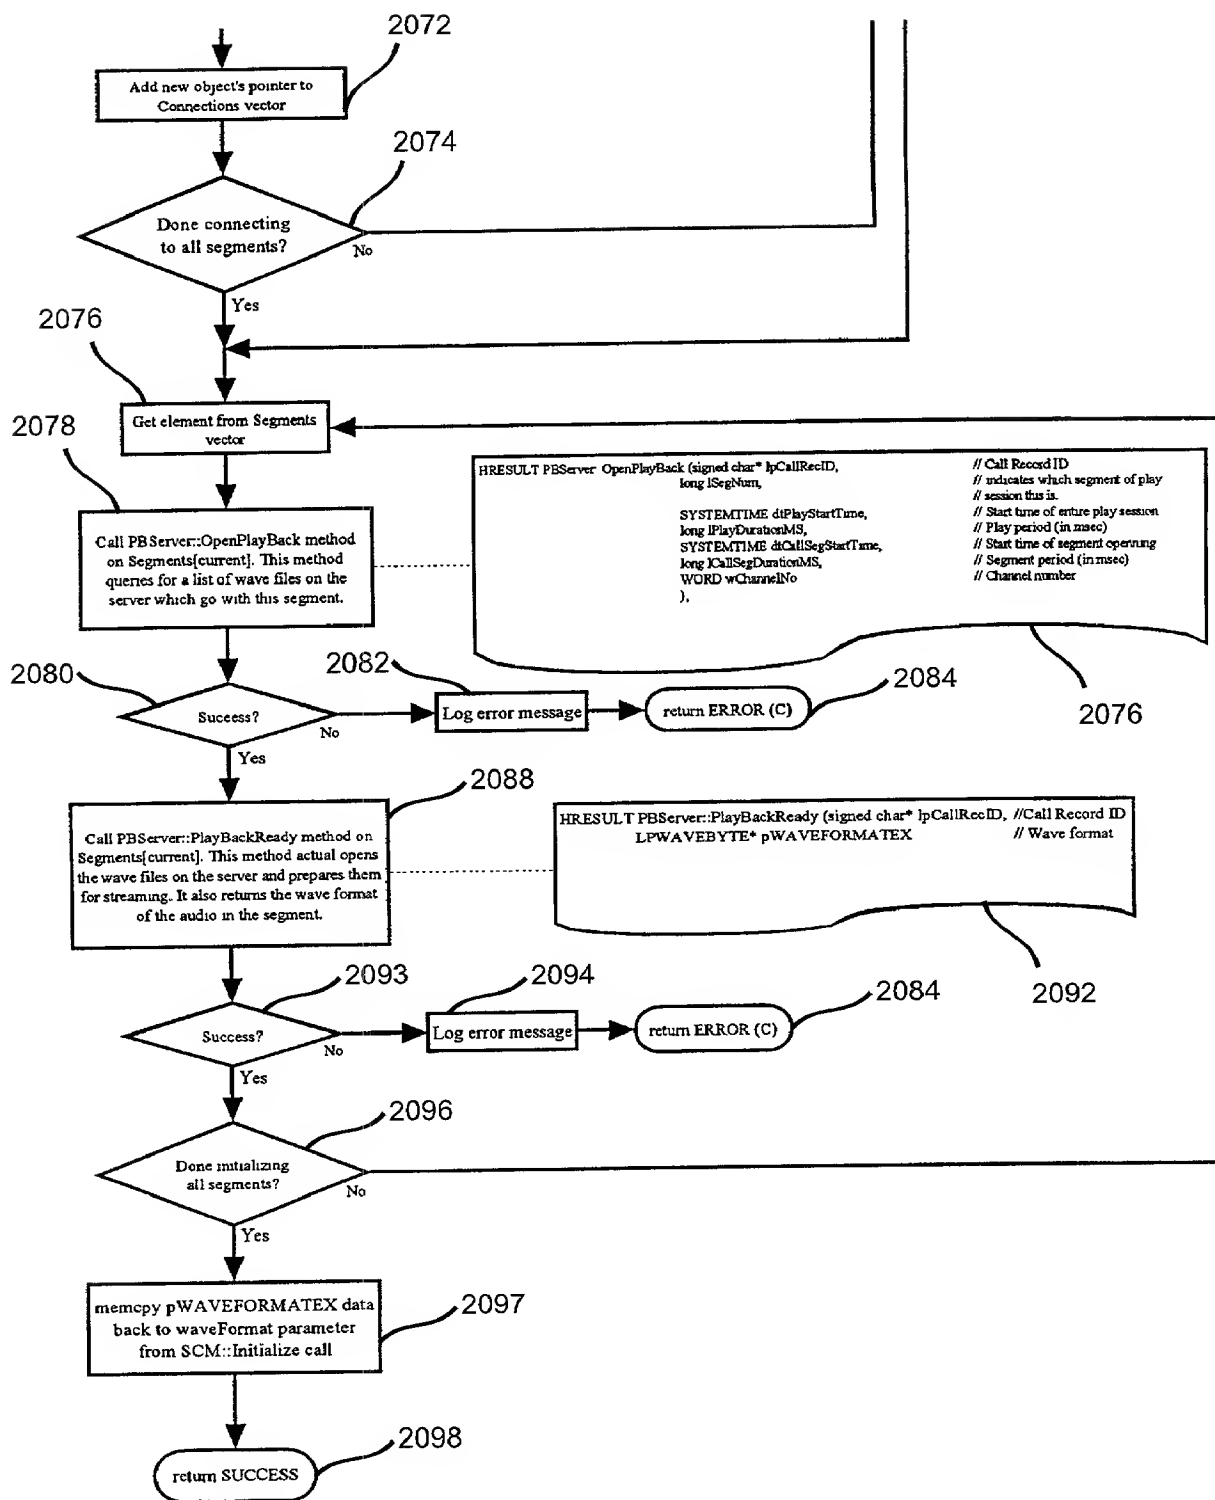 2072
Add new object's pointer to
Connections vector
2074
Done connecting
to all segments?
No
Yes
2076
Get element from Segments
vector
2078
Call PBServer::OpenPlayBack method
on Segments[current]. This method
queries for a list of wave files on the
server which go with this segment.
HRESULT PBServer OpenPlayBack (signed char* lpCallRecID, // Call Record ID
long lSegNum, // indicates which segment of play
// session this is.
SYSTEMTIME dtPlayStartTime, // Start time of entire play session
long lPlayDurationMS, // Play period (in msec)
SYSTEMTIME dtCallSegStartTime, // Start time of segment opening
long lCallSegDurationMS, // Segment period (in msec)
WORD wChannelNo // Channel number
),
2076
2080
Success?
No
Yes
2082
Log error message
2084
return ERROR (C)
2088
Call PBServer::PlayBackReady method on
Segments[current]. This method actual opens
the wave files on the server and prepares them
for streaming. It also returns the wave format
of the audio in the segment.
HRESULT PBServer::PlayBackReady (signed char* lpCallRecID, //Call Record ID
LPWAVEBYTE* pWAVEFORMATEX // Wave format
2092
2093
Success?
No
Yes
2094
Log error message
2084
return ERROR (C)
2096
Done initializing
all segments?
No
Yes
memcpy pWAVEFORMATEX data
back to waveFormat parameter
from SCM::Initialize call
2097
2098
return SUCCESS